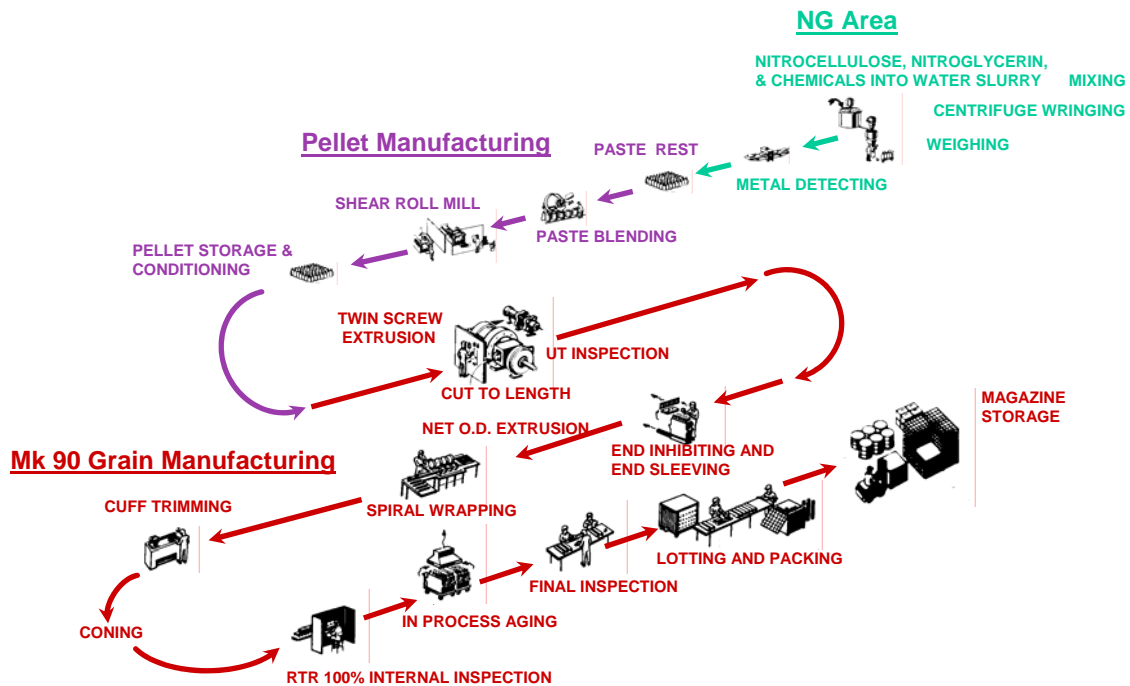 NG Area
NITROCELLULOSE, NITROGLYCERIN,
& CHEMICALS INTO WATER SLURRY MIXING
CENTRIFUGE WRINGING
WEIGHING
METAL DETECTING
Pellet Manufacturing
PASTE REST
PASTE BLENDING
SHEAR ROLL MILL
PELLET STORAGE &
CONDITIONING
TWIN SCREW
EXTRUSION
UT INSPECTION
CUT TO LENGTH
NET O.D. EXTRUSION
END INHIBITING AND
END SLEEVING
MAGAZINE
STORAGE
Mk 90 Grain Manufacturing
SPIRAL WRAPPING
CUFF TRIMMING
CONING
RTR 100% INTERNAL INSPECTION
IN PROCESS AGING
FINAL INSPECTION
LOTTING AND PACKING